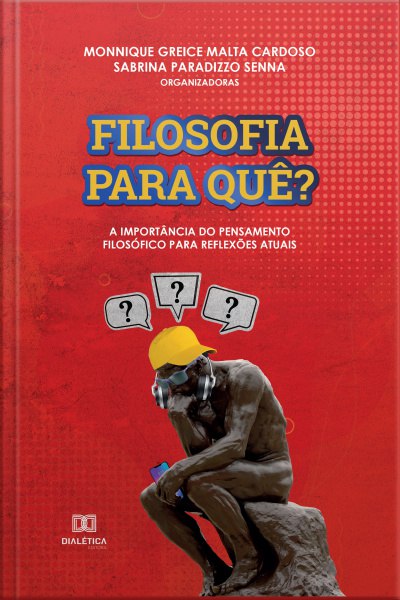 MONNIQUE GREICE MALTA CARDOSO
SABRINA PARADIZZO SENNA
ORGANIZADORAS
FILOSOFIA
PARA QUÊ?
A IMPORTÂNCIA DO PENSAMENTO
FILOSÓFICO PARA REFLEXÕES ATUAIS
? ? ?
DIALÉTICA
EDITORA